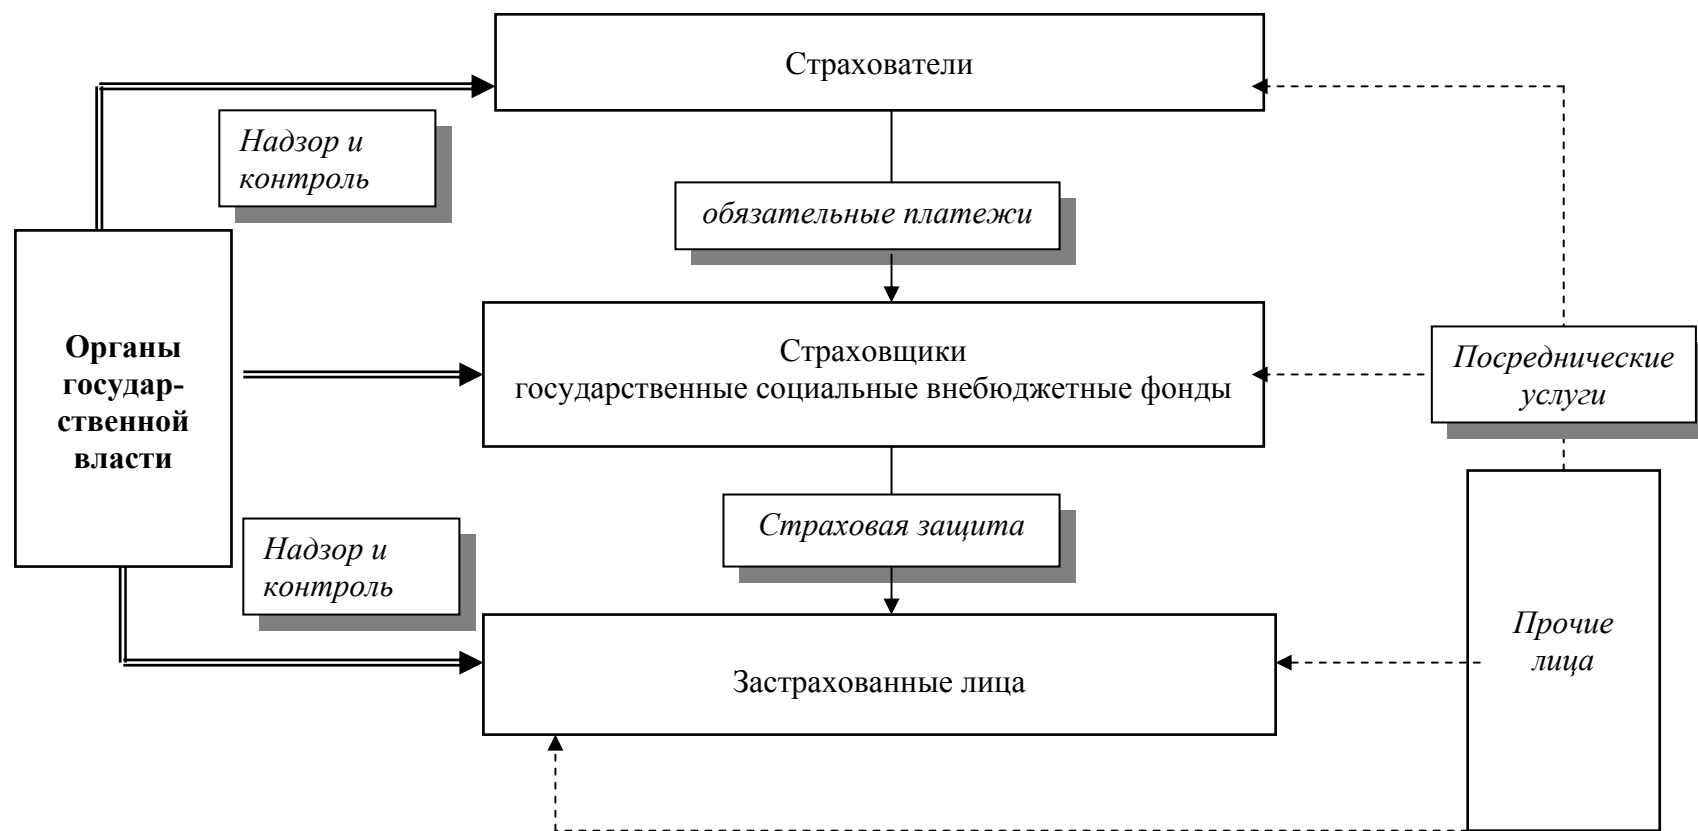 Страхователи
Надзор и
контроль
обязательные платежи
Органы
государ-
ственной
власти
Страховщики
государственные социальные внебюджетные фонды
Посреднические
услуги
Страховая защита
Надзор и
контроль
Прочие
лица
Застрахованные лица